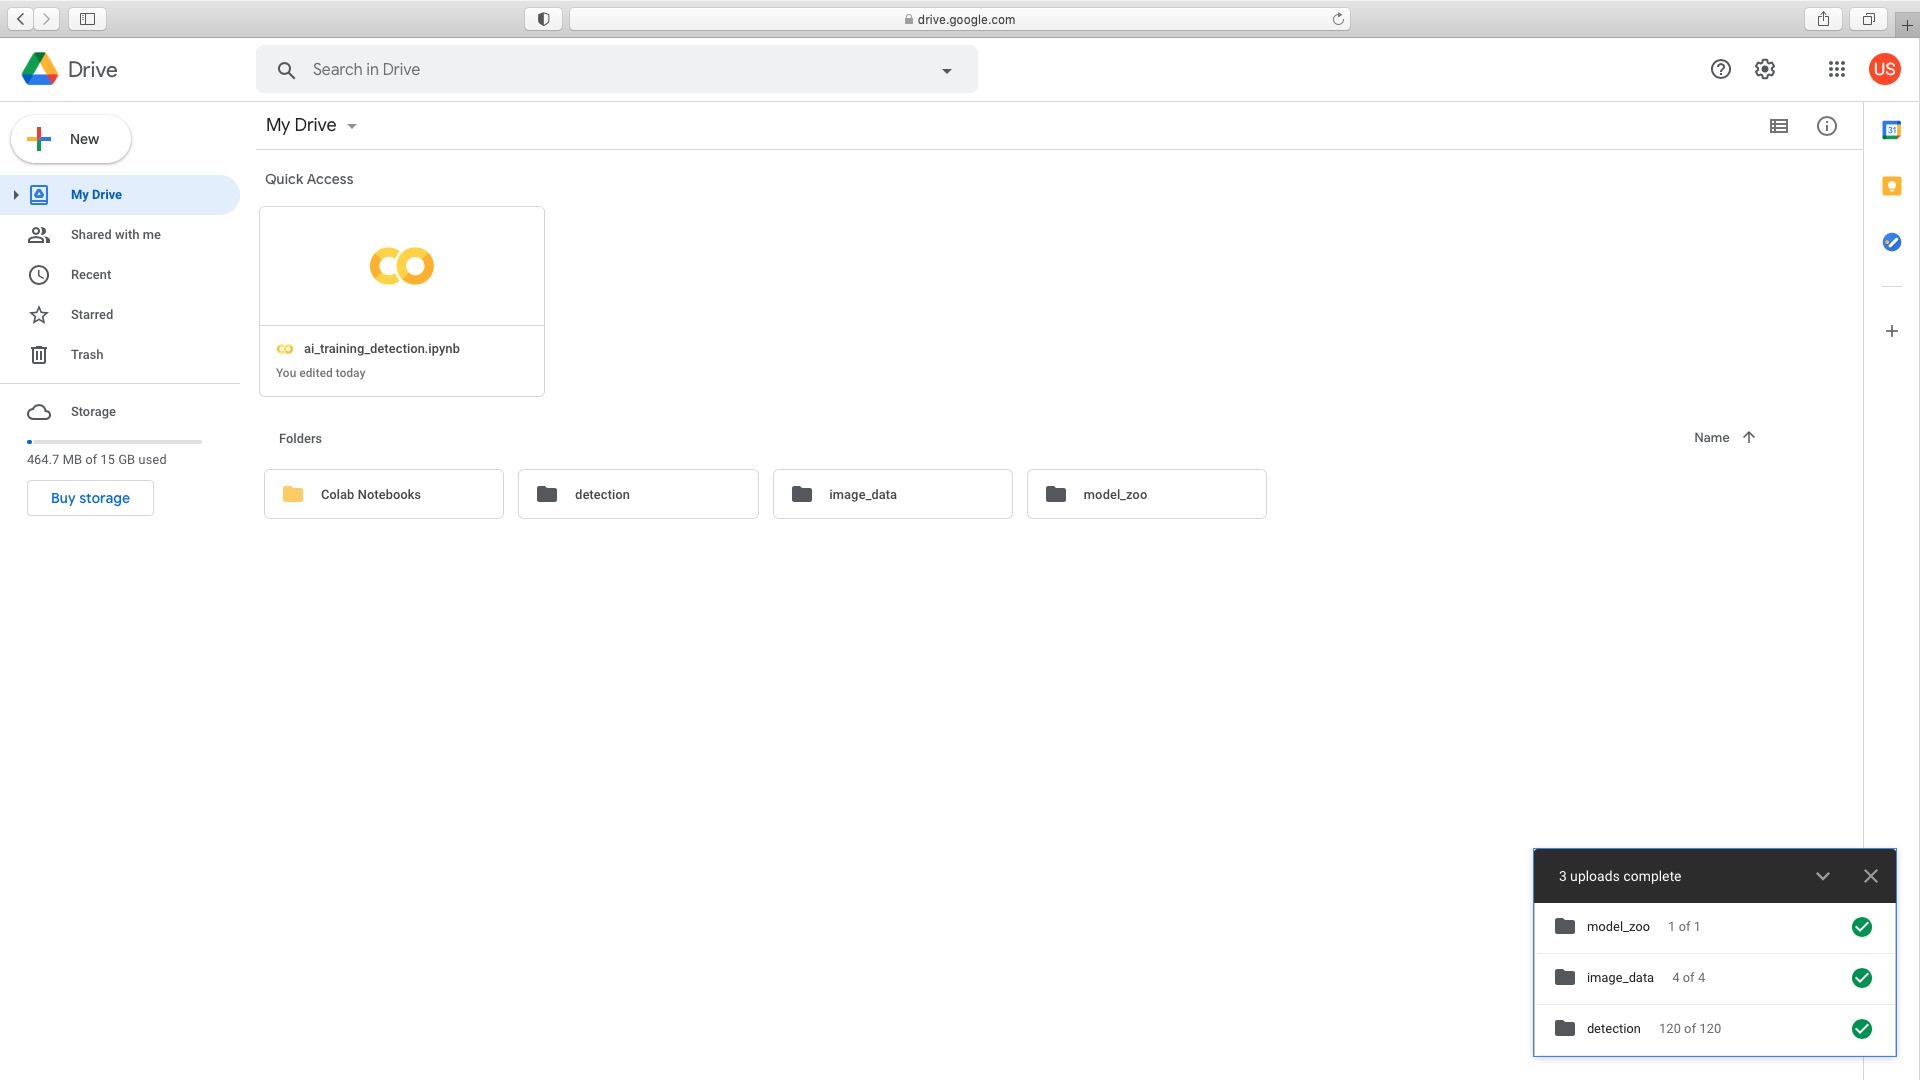 drive.google.com
Drive
Search in Drive
US
New
My Drive
Shared with me
Recent
Starred
Trash
Storage
464.7 MB of 15 GB used
Buy storage
My Drive
31
Quick Access
ai_training_detection.ipynb
You edited today
Folders
Name
Colab Notebooks
detection
image_data
model_zoo
3 uploads complete
model_zoo 1 of 1
image_data 4 of 4
detection 120 of 120